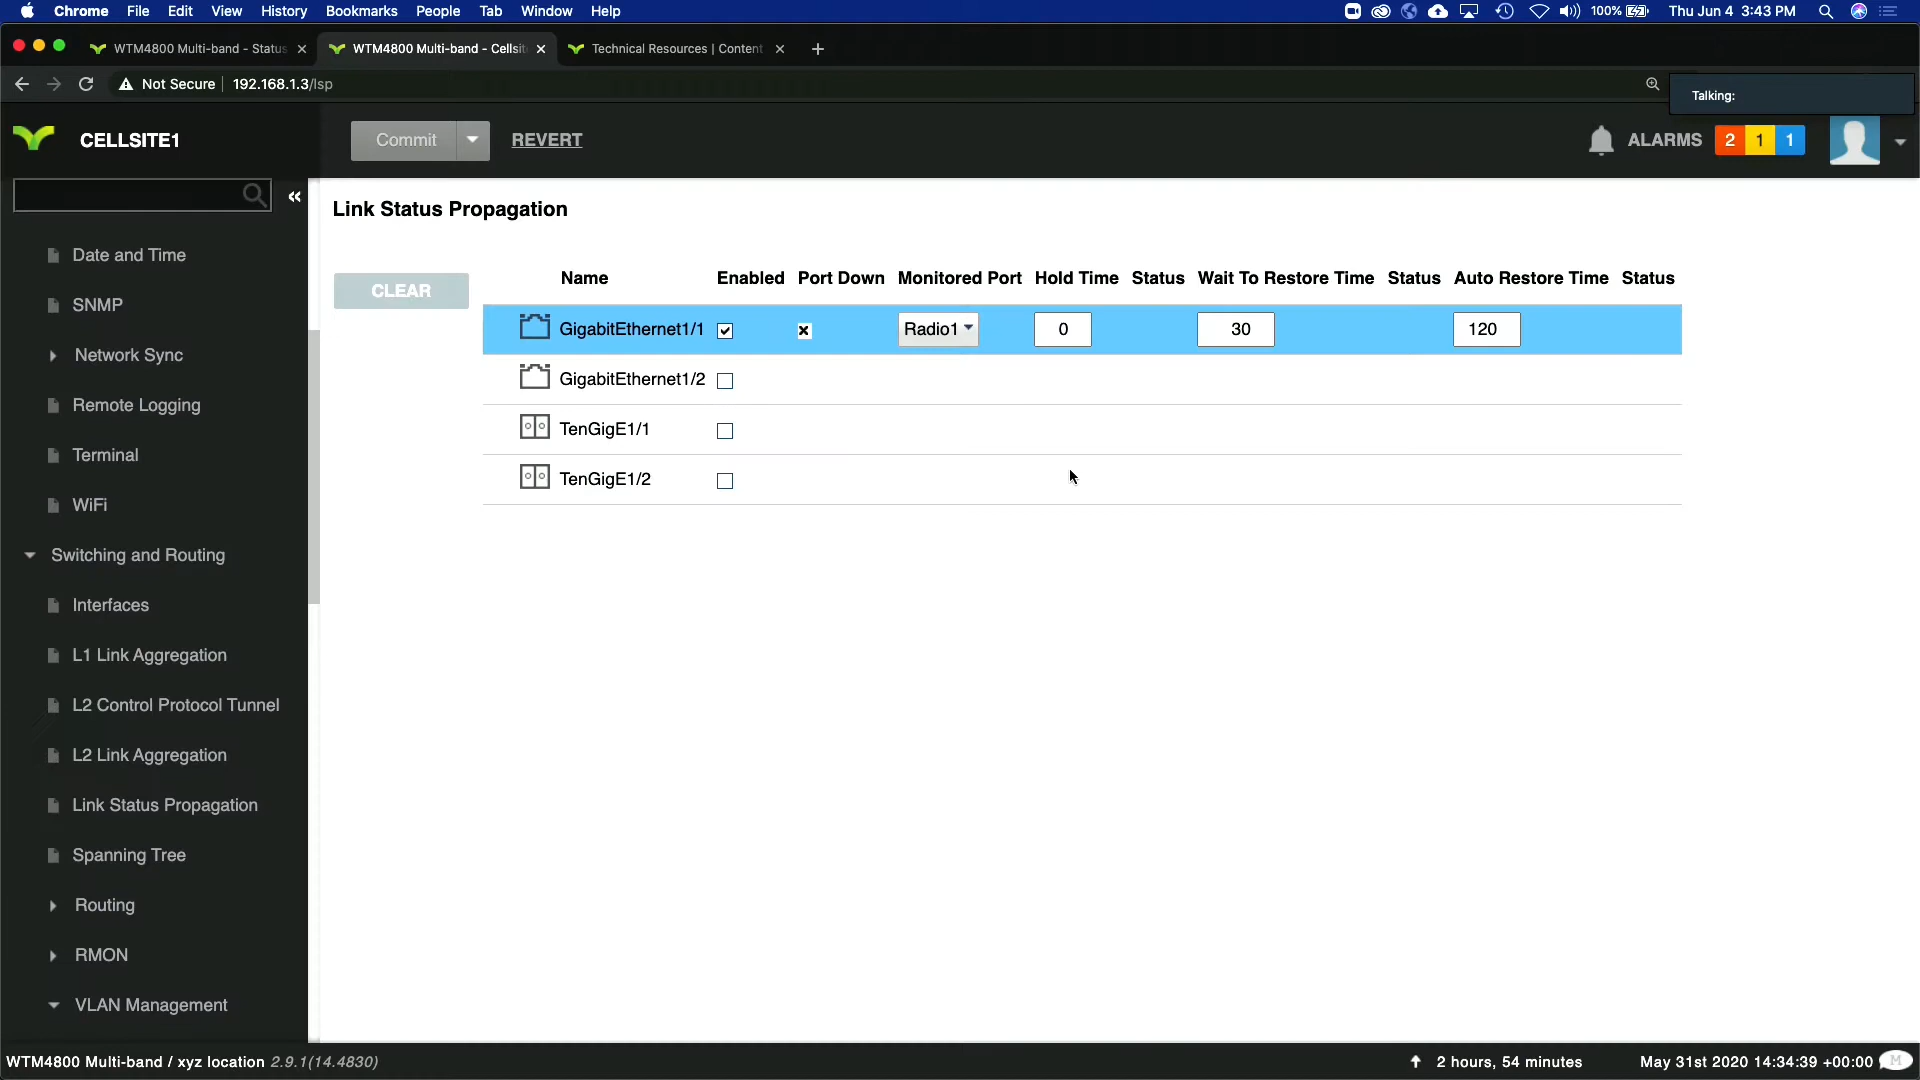 Chrome File Edit View History Bookmarks People Tab Window Help 100% Thu Jun 4 3:43 PM
WTM4800 Multi-band - Status WTM4800 Multi-band - Cellsit Technical Resources | Content
Not Secure 192.168.1.3/lsp
Talking:
CELLSITE1 Commit REVERT ALARMS 2 1 1
Link Status Propagation
CLEAR
Name Enabled Port Down Monitored Port Hold Time Status Wait To Restore Time Status Auto Restore Time Status
GigabitEthernet1/1 Radio1 0 30 120
GigabitEthernet1/2
TenGigE1/1
TenGigE1/2
Date and Time
SNMP
Network Sync
Remote Logging
Terminal
WiFi
Switching and Routing
Interfaces
L1 Link Aggregation
L2 Control Protocol Tunnel
L2 Link Aggregation
Link Status Propagation
Spanning Tree
Routing
RMON
VLAN Management
WTM4800 Multi-band / xyz location 2.9.1(14.4830) 2 hours, 54 minutes May 31st 2020 14:34:39 +00:00 M